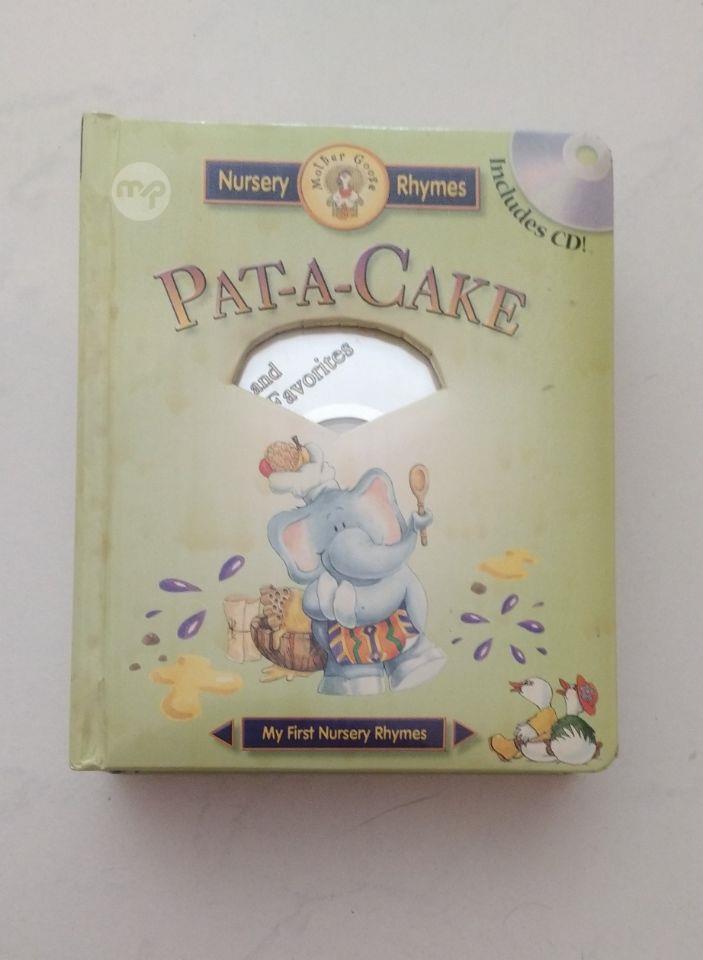 Nursery Mother Goose Rhymes
Includes CD!
mp
PAT-A-CAKE
and
Favorites
My First Nursery Rhymes